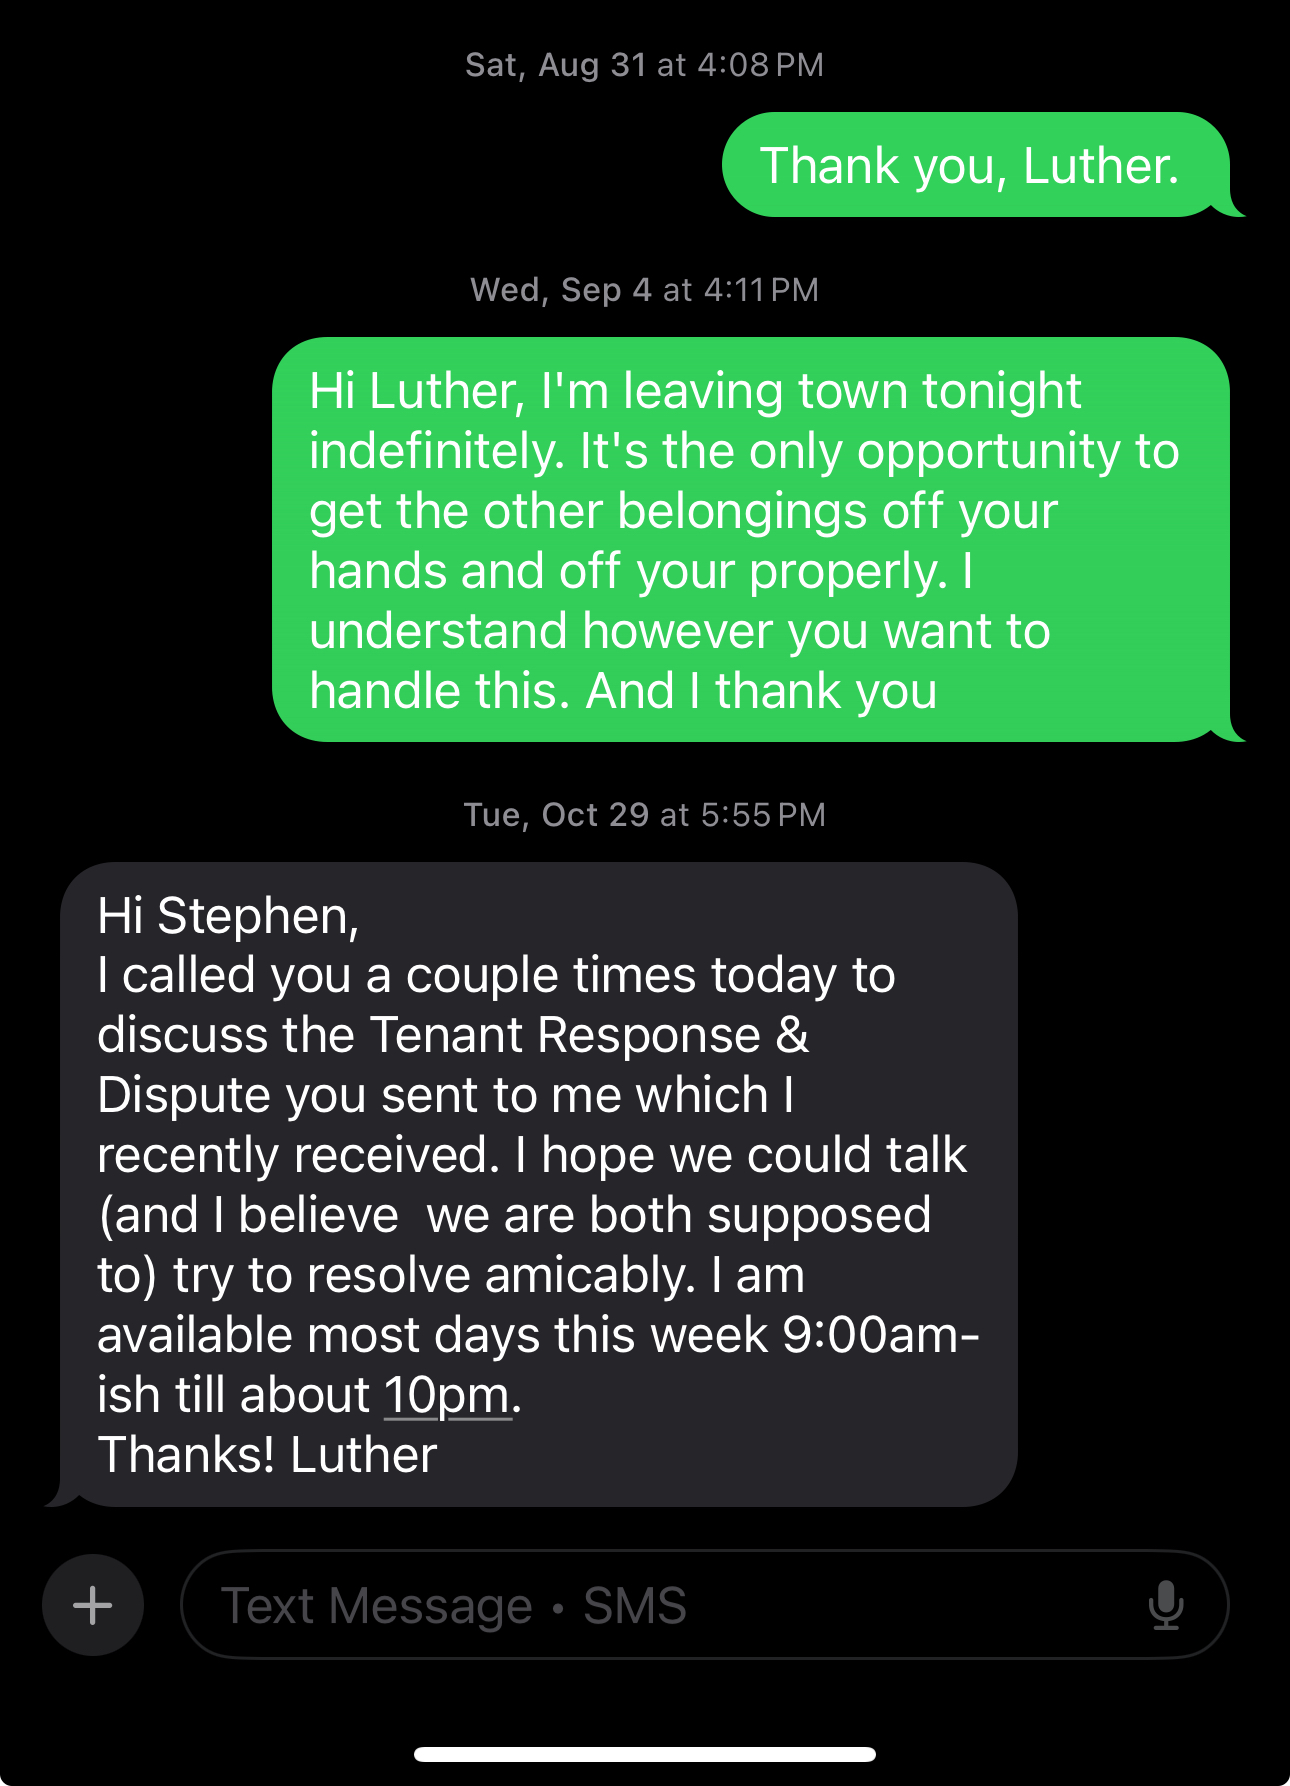 Sat, Aug 31 at 4:08 PM
Thank you, Luther.
Wed, Sep 4 at 4:11 PM
Hi Luther, I'm leaving town tonight
indefinitely. It's the only opportunity to
get the other belongings off your
hands and off your properly. I
understand however you want to
handle this. And I thank you
Tue, Oct 29 at 5:55 PM
Hi Stephen,
I called you a couple times today to
discuss the Tenant Response &
Dispute you sent to me which I
recently received. I hope we could talk
(and I believe  we are both supposed
to) try to resolve amicably. I am
available most days this week 9:00am-
ish till about 10pm.
Thanks! Luther
Text Message • SMS